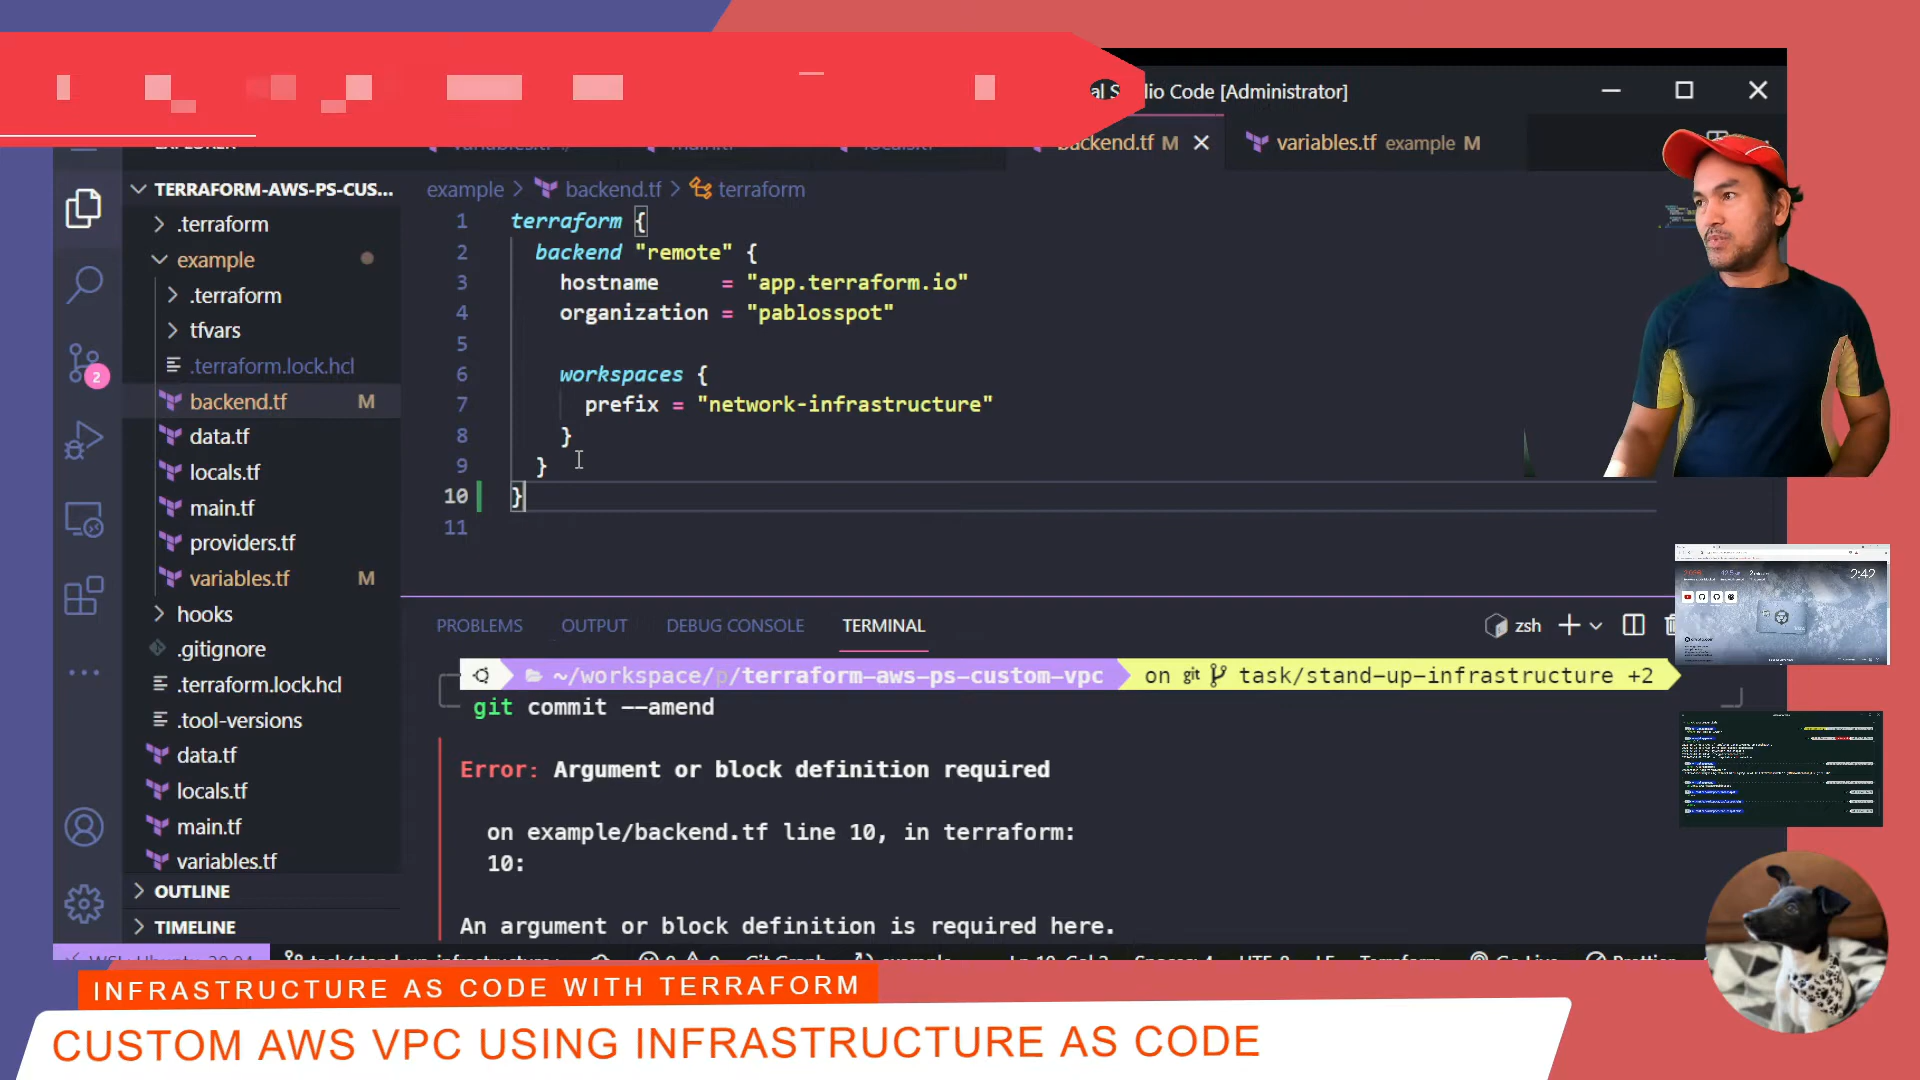 Code [Administrator]
backend.tf M
variables.tf example M
TERRAFORM-AWS-PS-CUS...
.terraform
example
.terraform
tfvars
.terraform.lock.hcl
backend.tf M
data.tf
locals.tf
main.tf
providers.tf
variables.tf M
hooks
.gitignore
.terraform.lock.hcl
.tool-versions
data.tf
locals.tf
main.tf
variables.tf
OUTLINE
TIMELINE
2
example > backend.tf > terraform
1 terraform {
2 backend "remote" {
3 hostname = "app.terraform.io"
4 organization = "pablosspot"
5
6 workspaces {
7 prefix = "network-infrastructure"
8 }
9 }
10 }
11
PROBLEMS OUTPUT DEBUG CONSOLE TERMINAL
zsh
~/workspace/p/terraform-aws-ps-custom-vpc on git task/stand-up-infrastructure +2
git commit --amend
Error: Argument or block definition required
on example/backend.tf line 10, in terraform:
10:
An argument or block definition is required here.
2:42
INFRASTRUCTURE AS CODE WITH TERRAFORM
CUSTOM AWS VPC USING INFRASTRUCTURE AS CODE